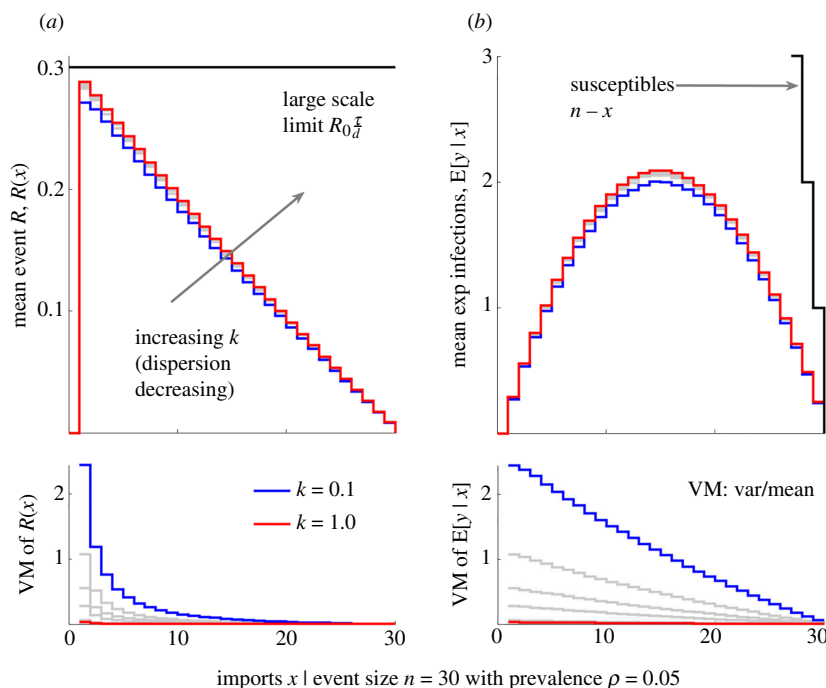 (a)
(b)
mean event R, R(x)
0.3
0.2
0.1
large scale
limit R₀ τ/d
increasing k
(dispersion
decreasing)
mean exp infections, E[y | x]
3
2
1
susceptibles
n – x
VM of R(x)
2
1
k = 0.1
k = 1.0
0
10
20
30
VM of E[y | x]
2
1
VM: var/mean
0
10
20
30
imports x | event size n = 30 with prevalence ρ = 0.05